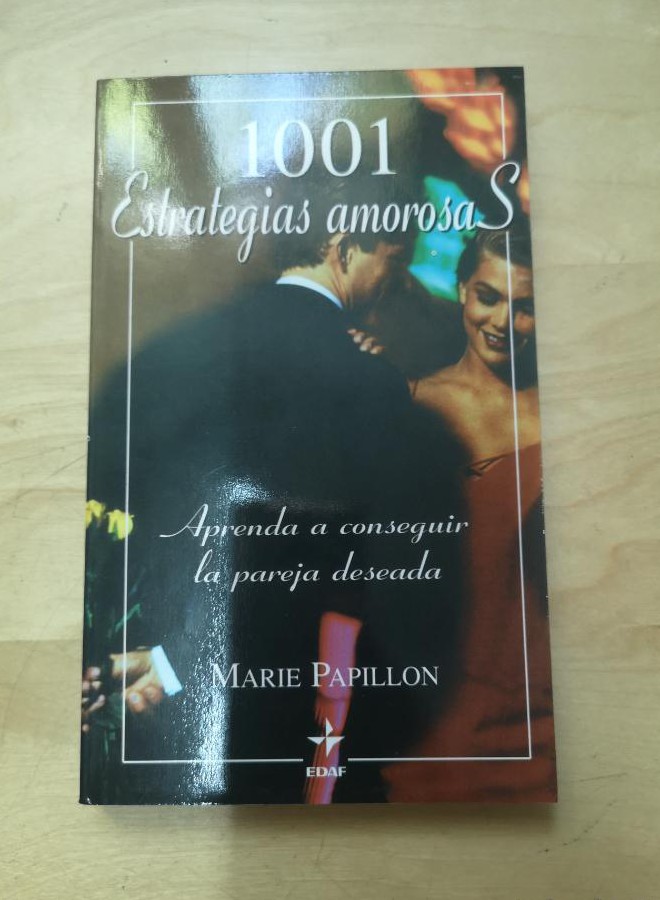 1001
Estrategias amorosaS
Aprenda a conseguir
la pareja deseada
MARIE PAPILLON
EDAF